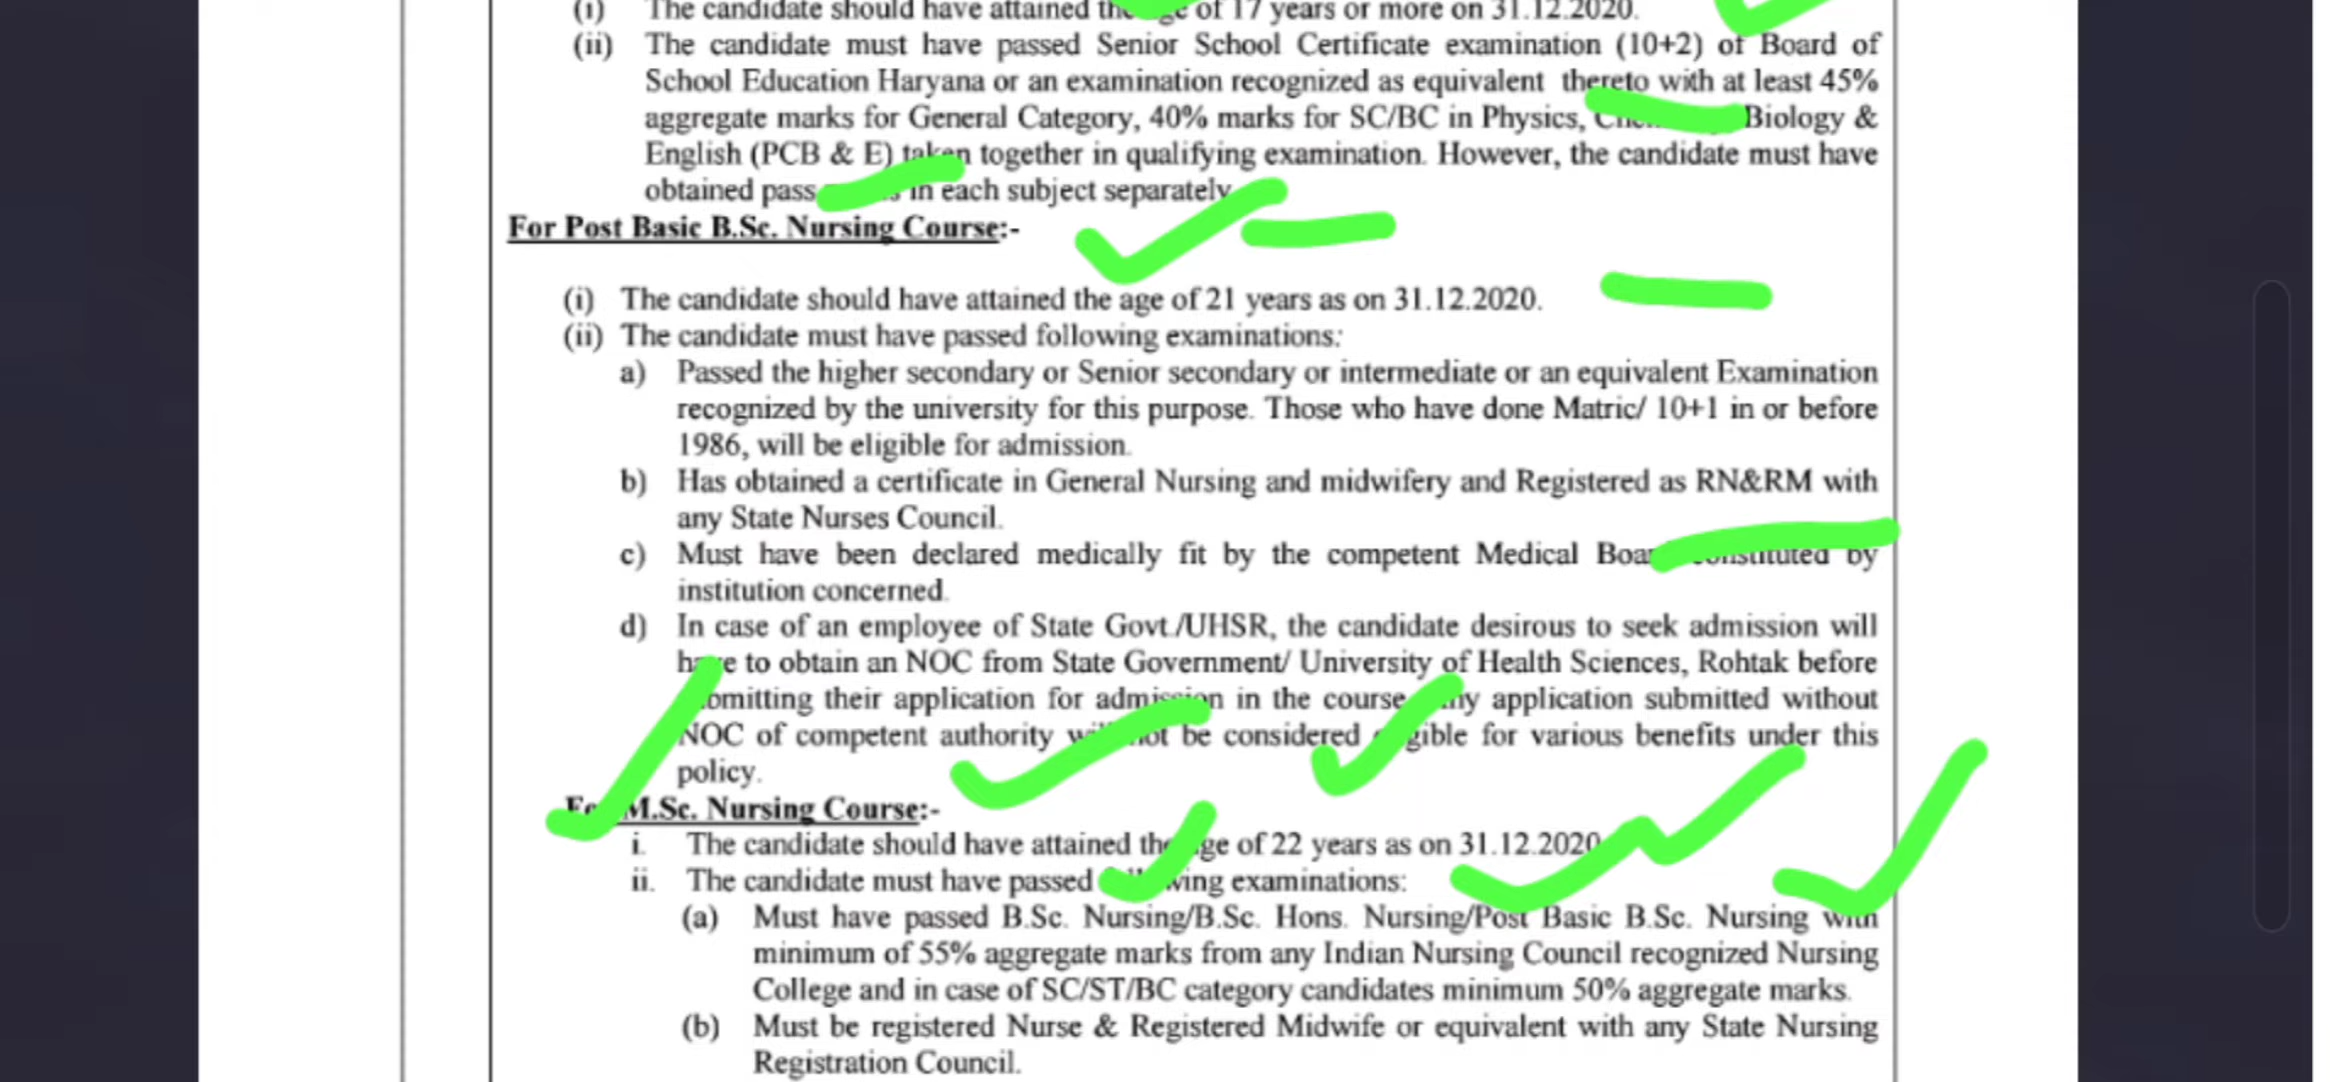 (i) The candidate should have attained the age of 17 years or more on 31.12.2020.
(ii) The candidate must have passed Senior School Certificate examination (10+2) of Board of
School Education Haryana or an examination recognized as equivalent thereto with at least 45%
aggregate marks for General Category, 40% marks for SC/BC in Physics, Biology &
English (PCB & E) taken together in qualifying examination. However, the candidate must have
obtained pass in each subject separately
For Post Basic B.Sc. Nursing Course:-
(i) The candidate should have attained the age of 21 years as on 31.12.2020.
(ii) The candidate must have passed following examinations:
a) Passed the higher secondary or Senior secondary or intermediate or an equivalent Examination
recognized by the university for this purpose. Those who have done Matric/ 10+1 in or before
1986, will be eligible for admission.
b) Has obtained a certificate in General Nursing and midwifery and Registered as RN&RM with
any State Nurses Council.
c) Must have been declared medically fit by the competent Medical Board constituted by
institution concerned.
d) In case of an employee of State Govt./UHSR, the candidate desirous to seek admission will
have to obtain an NOC from State Government/ University of Health Sciences, Rohtak before
submitting their application for admission in the course. Any application submitted without
NOC of competent authority will not be considered eligible for various benefits under this
policy.
For M.Sc. Nursing Course:-
i. The candidate should have attained the age of 22 years as on 31.12.2020
ii. The candidate must have passed following examinations:
(a) Must have passed B.Sc. Nursing/B.Sc. Hons. Nursing/Post Basic B.Sc. Nursing with
minimum of 55% aggregate marks from any Indian Nursing Council recognized Nursing
College and in case of SC/ST/BC category candidates minimum 50% aggregate marks.
(b) Must be registered Nurse & Registered Midwife or equivalent with any State Nursing
Registration Council.